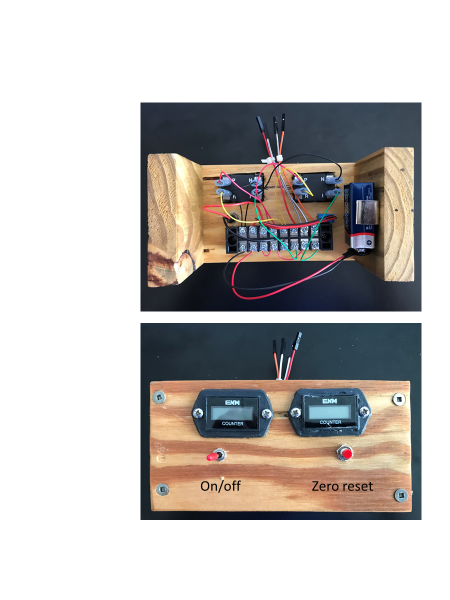 ENM
COUNTER
ENM
COUNTER
On/off
Zero reset